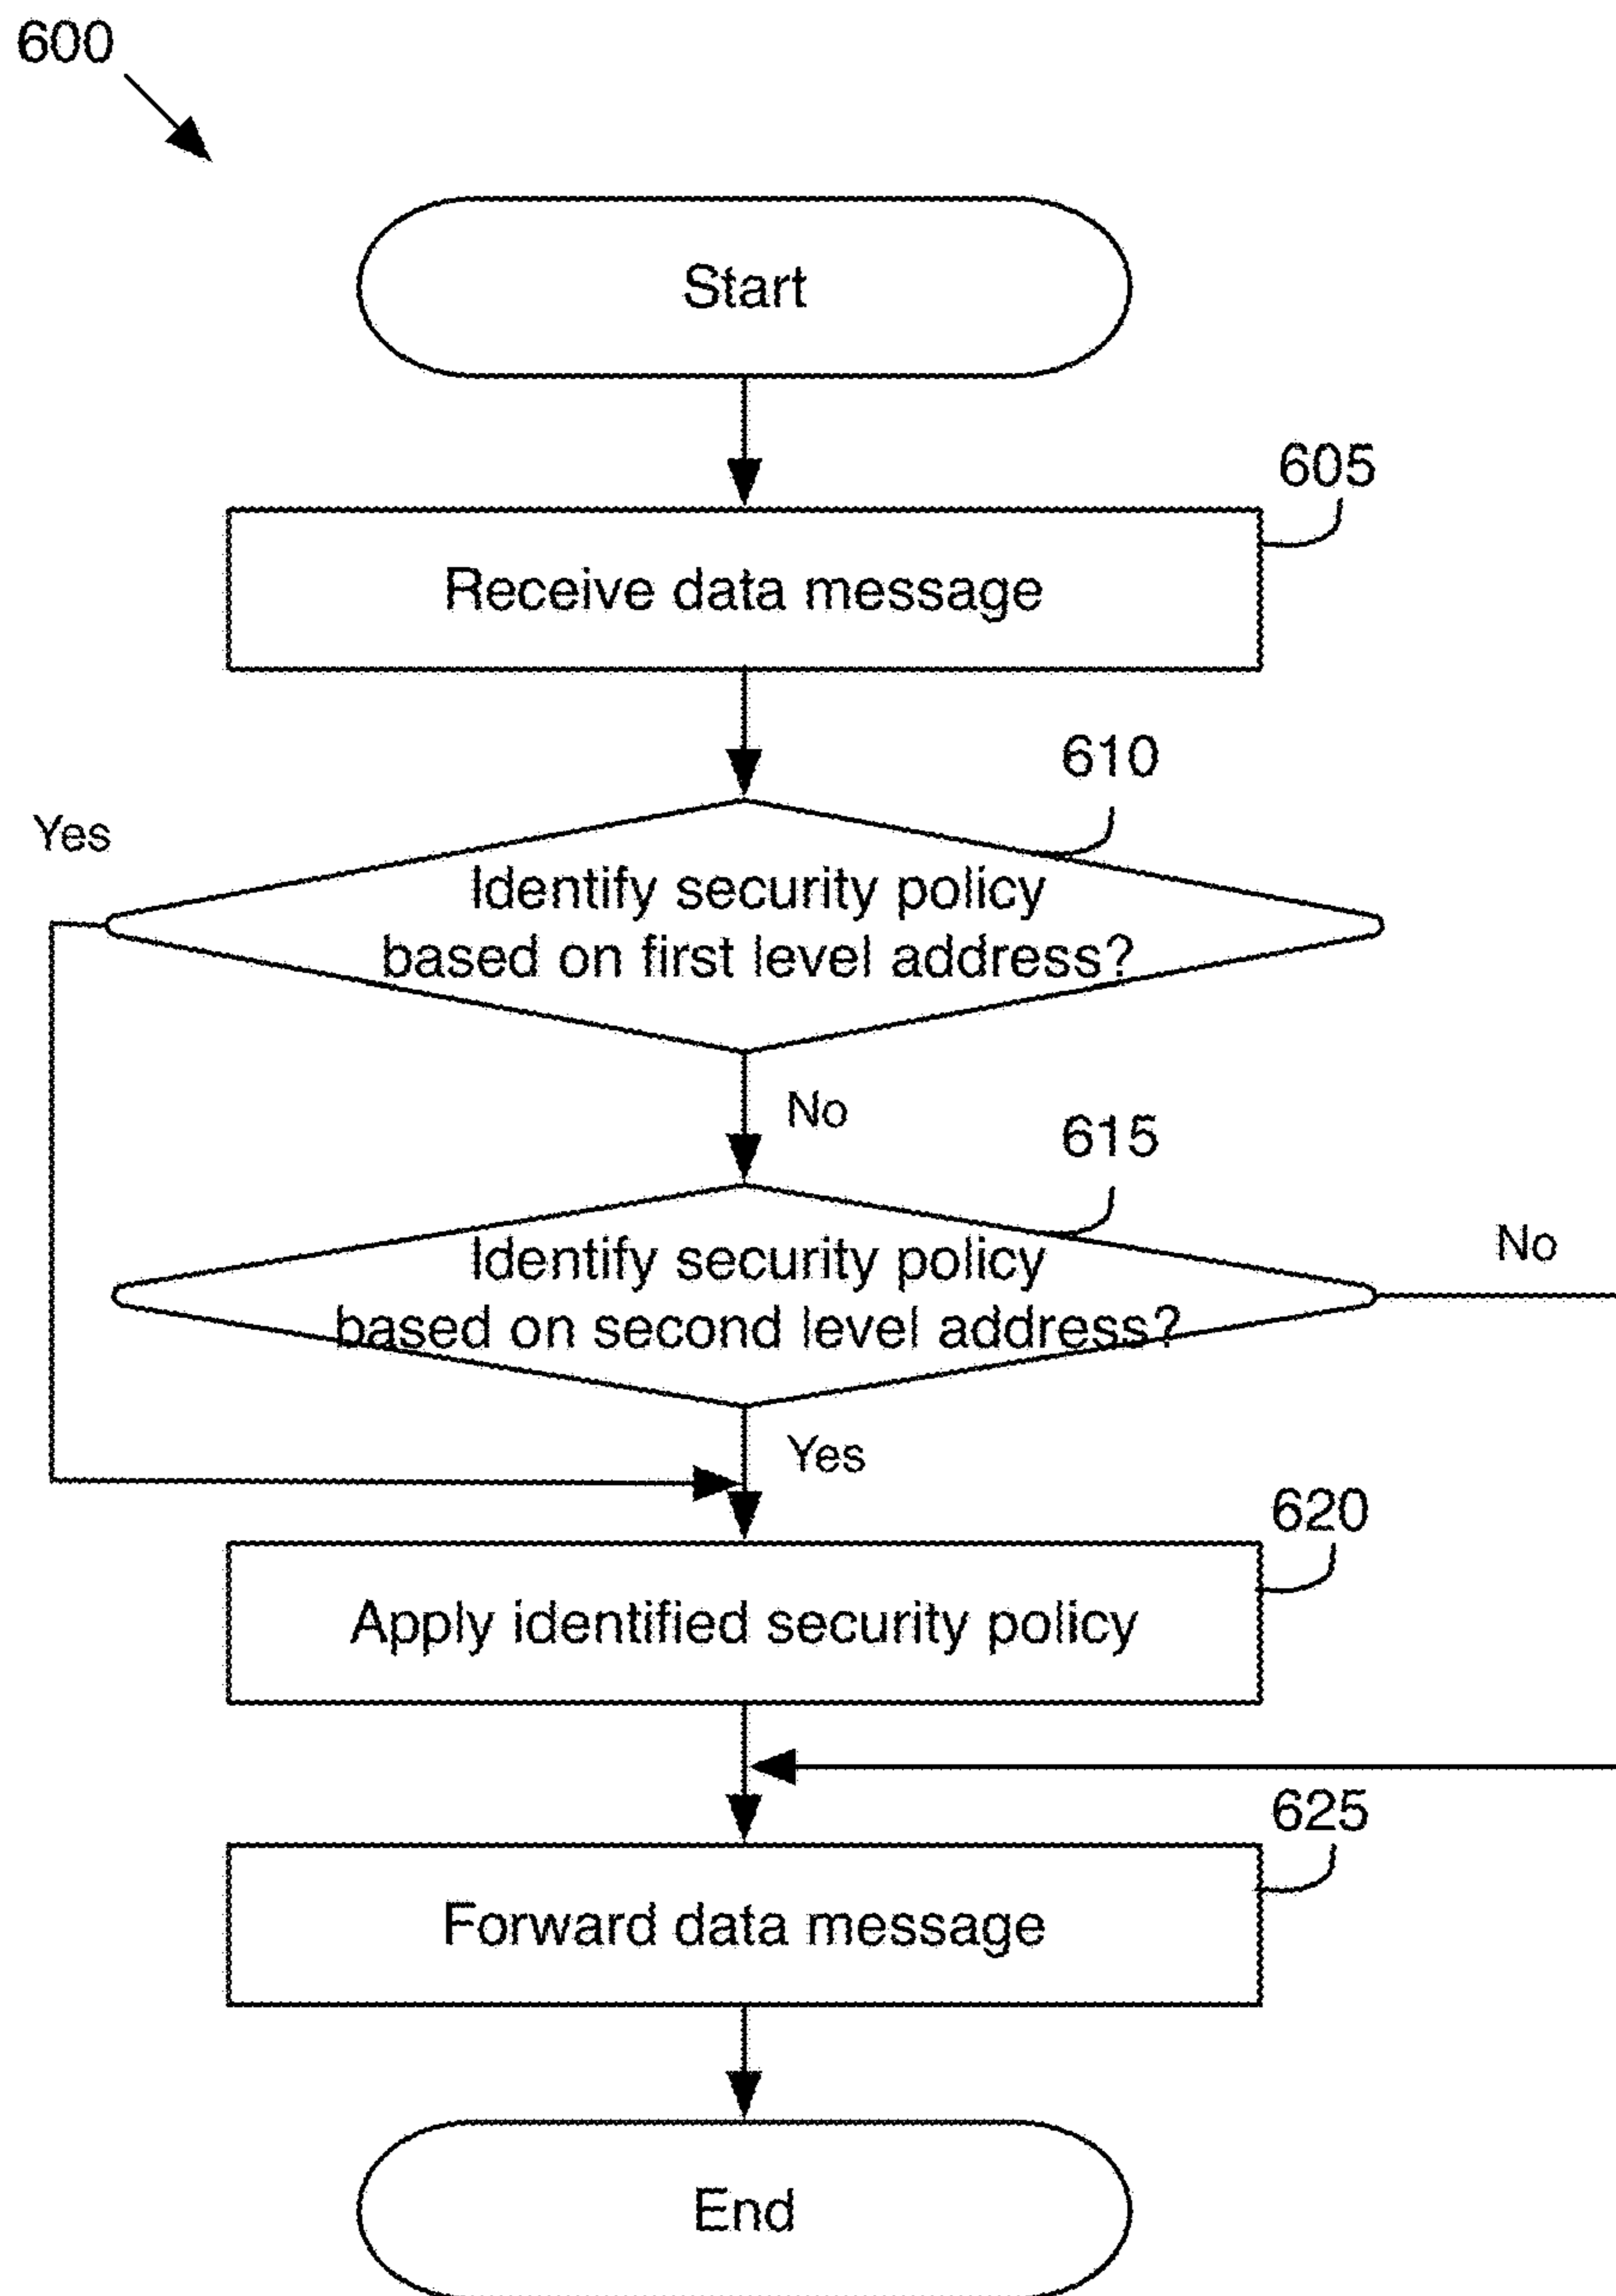 600
Start
605
Receive data message
610
Yes
Identify security policy
based on first level address?
No
615
No
Identify security policy
based on second level address?
Yes
620
Apply identified security policy
625
Forward data message
End